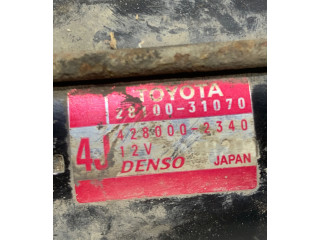 TOYOTA
28100-31070
428000-2340
4J
12V
DENSO
JAPAN